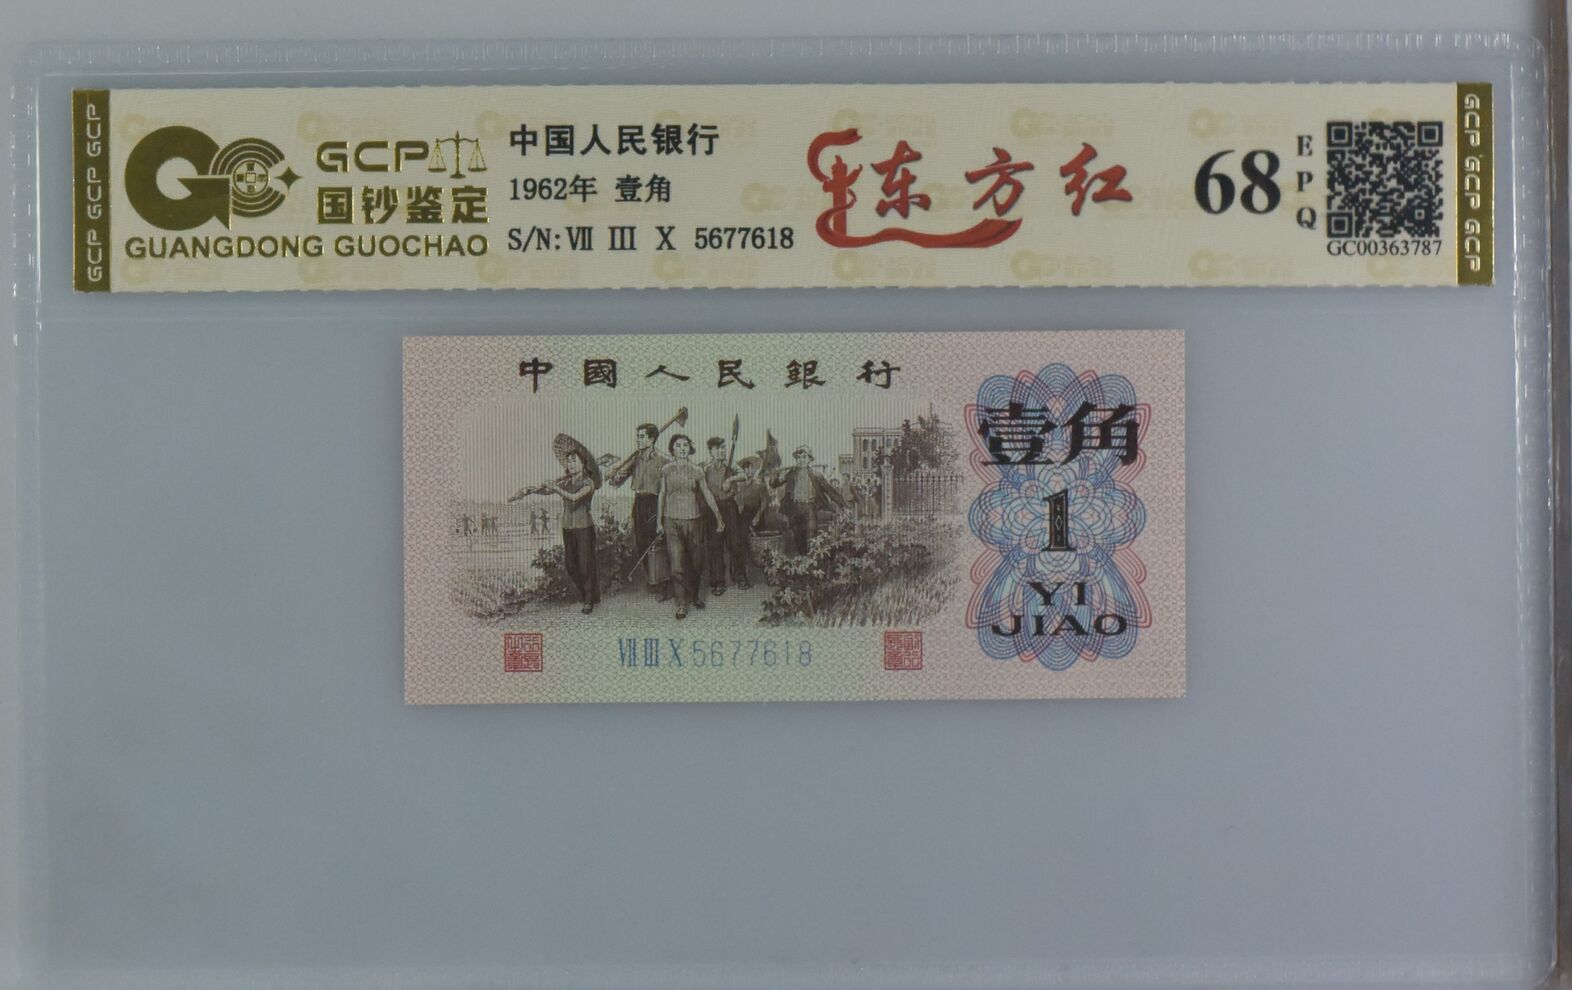 GCP GCP GCP
GCP
国钞鉴定
GUANGDONG GUOCHAO
中国人民银行
1962年 壹角
S/N: Ⅶ Ⅲ Ⅹ 5677618
东方红
68
EPQ
GC00363787
GCP GCP GCP
中國人民銀行
壹角
1
YI
JIAO
Ⅶ Ⅲ Ⅹ 5677618